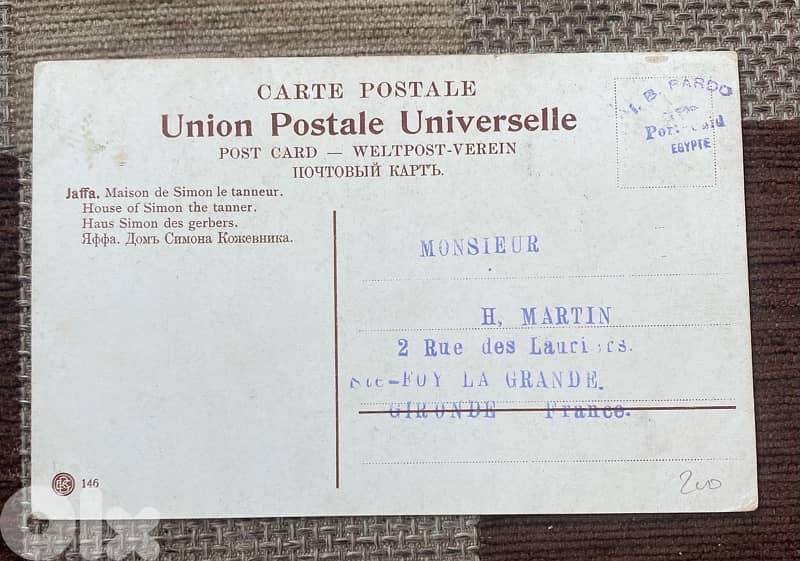 CARTE POSTALE
Union Postale Universelle
POST CARD — WELTPOST-VEREIN
ПОЧТОВЫЙ КАРТЪ.
Jaffa. Maison de Simon le tanneur.
House of Simon the tanner.
Haus Simon des gerbers.
Яффа. Домъ Симона Кожевника.
B. PARDO
EGYPTE
MONSIEUR
H, MARTIN
2 Rue des
FOY LA GRANDE.
GIRONDE France.
146
200
olx